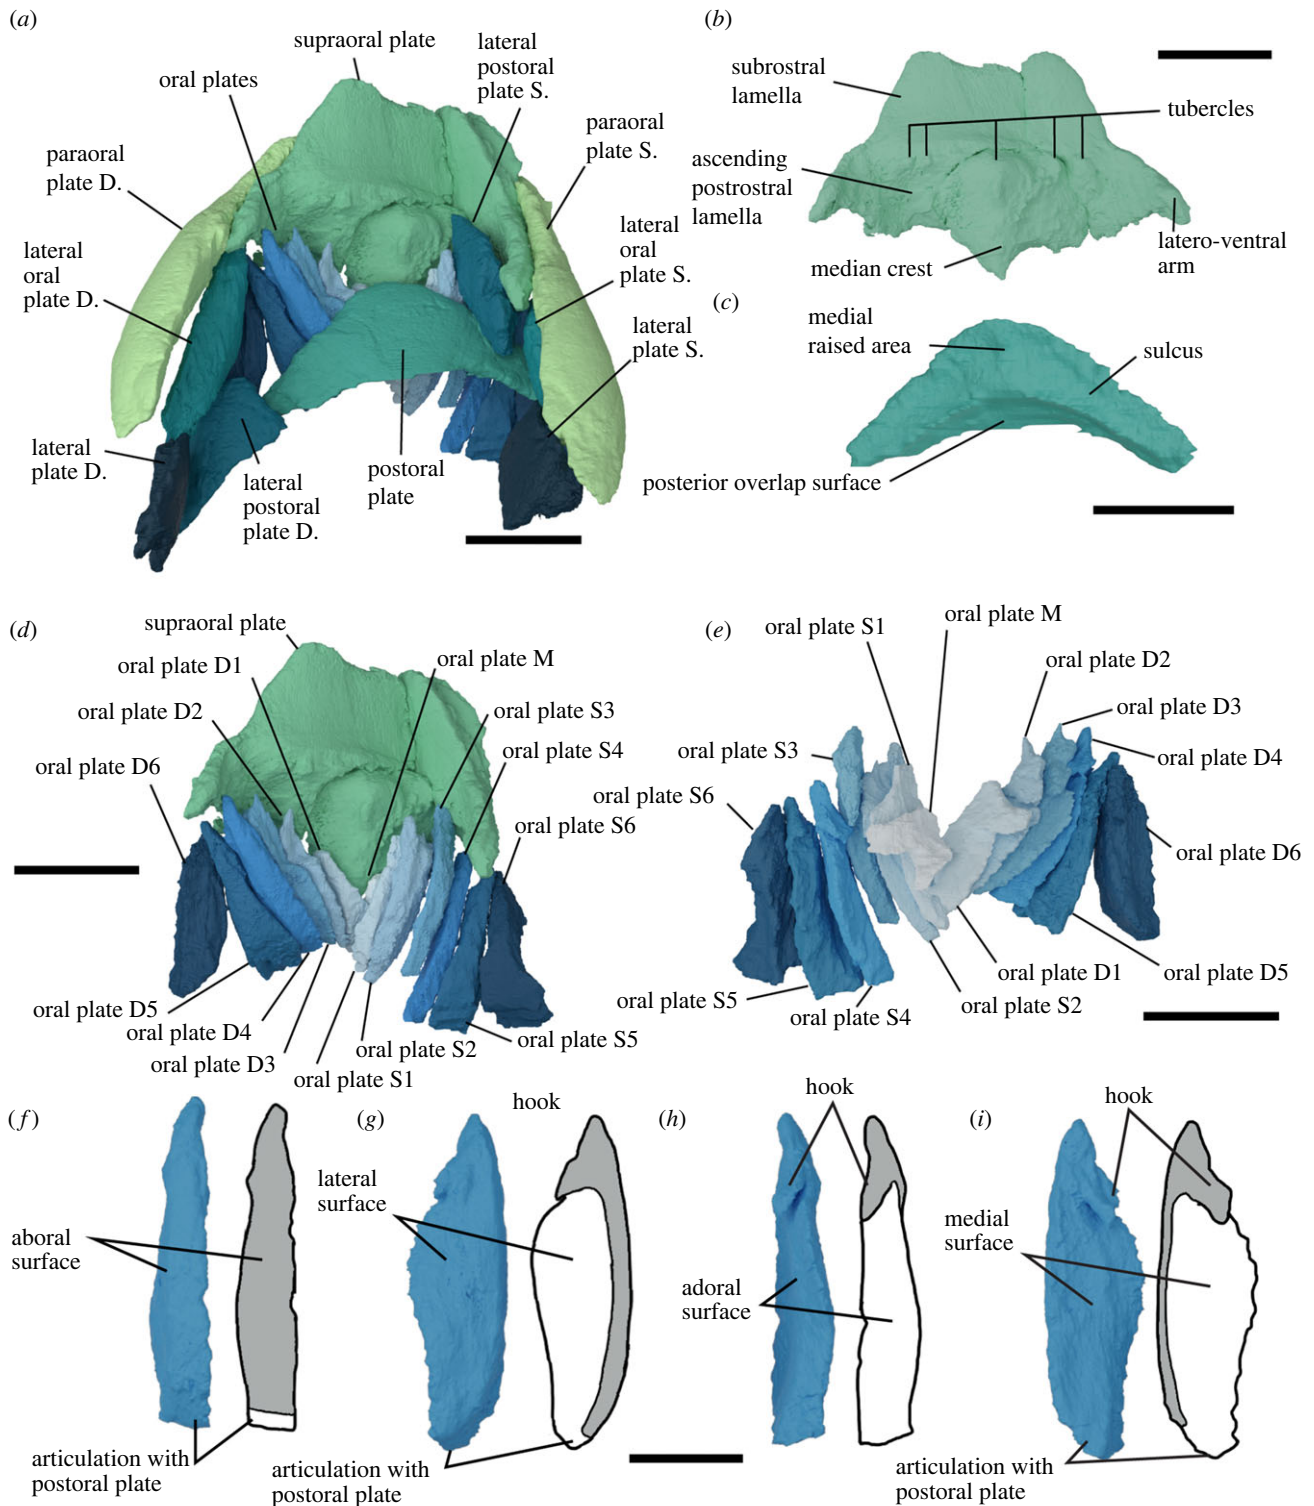 (a)
supraoral plate
lateral
postoral
plate S.
oral plates
paraoral
plate S.
paraoral
plate D.
lateral
oral
plate D.
lateral
oral
plate S.
lateral
plate S.
lateral
plate D.
lateral
postoral
plate D.
postoral
plate
(b)
subrostral
lamella
tubercles
ascending
postrostral
lamella
median crest
latero-ventral
arm
(c)
medial
raised area
sulcus
posterior overlap surface
(d)
supraoral plate
oral plate D1
oral plate M
oral plate D2
oral plate S3
oral plate S4
oral plate D6
oral plate S6
oral plate D5
oral plate D4
oral plate D3
oral plate S1
oral plate S2
oral plate S5
(e)
oral plate S1
oral plate M
oral plate D2
oral plate D3
oral plate S3
oral plate D4
oral plate S6
oral plate D6
oral plate D1
oral plate D5
oral plate S5
oral plate S4
oral plate S2
(f)
aboral
surface
articulation with
postoral plate
(g)
hook
lateral
surface
articulation with
postoral plate
(h)
hook
adoral
surface
(i)
hook
medial
surface
articulation with
postoral plate